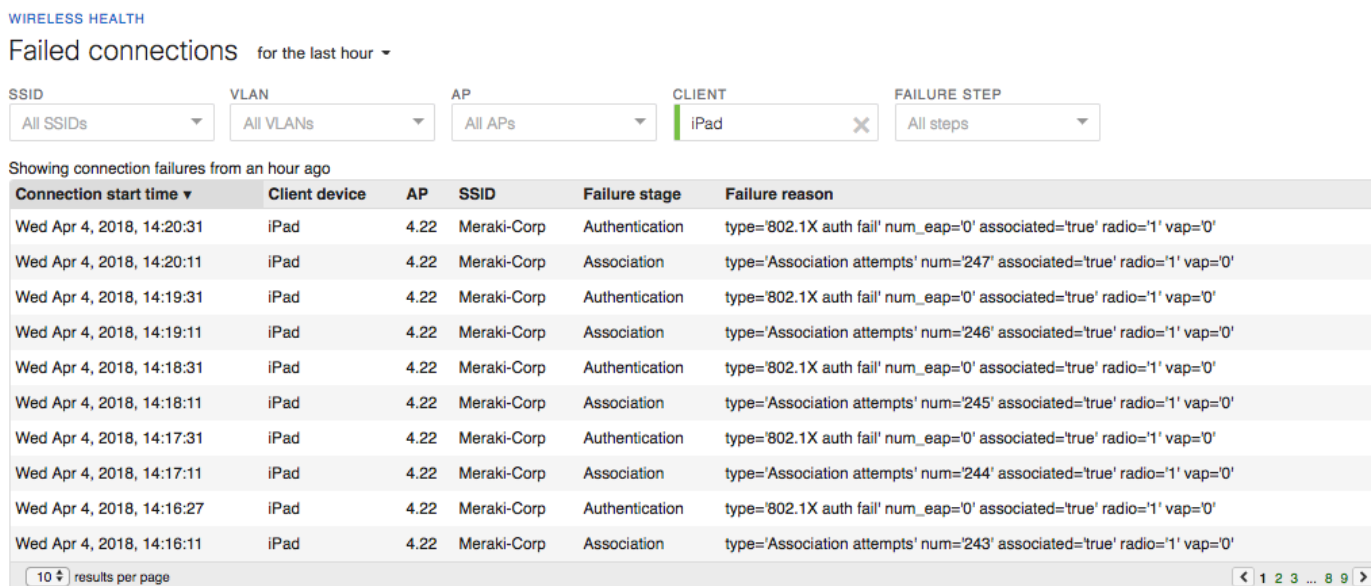 WIRELESS HEALTH
Failed connections for the last hour
SSID VLAN AP CLIENT FAILURE STEP
All SSIDs All VLANs All APs iPad All steps
Showing connection failures from an hour ago
Connection start time ▾ Client device AP SSID Failure stage Failure reason
Wed Apr 4, 2018, 14:20:31 iPad 4.22 Meraki-Corp Authentication type='802.1X auth fail' num_eap='0' associated='true' radio='1' vap='0'
Wed Apr 4, 2018, 14:20:11 iPad 4.22 Meraki-Corp Association type='Association attempts' num='247' associated='true' radio='1' vap='0'
Wed Apr 4, 2018, 14:19:31 iPad 4.22 Meraki-Corp Authentication type='802.1X auth fail' num_eap='0' associated='true' radio='1' vap='0'
Wed Apr 4, 2018, 14:19:11 iPad 4.22 Meraki-Corp Association type='Association attempts' num='246' associated='true' radio='1' vap='0'
Wed Apr 4, 2018, 14:18:31 iPad 4.22 Meraki-Corp Authentication type='802.1X auth fail' num_eap='0' associated='true' radio='1' vap='0'
Wed Apr 4, 2018, 14:18:11 iPad 4.22 Meraki-Corp Association type='Association attempts' num='245' associated='true' radio='1' vap='0'
Wed Apr 4, 2018, 14:17:31 iPad 4.22 Meraki-Corp Authentication type='802.1X auth fail' num_eap='0' associated='true' radio='1' vap='0'
Wed Apr 4, 2018, 14:17:11 iPad 4.22 Meraki-Corp Association type='Association attempts' num='244' associated='true' radio='1' vap='0'
Wed Apr 4, 2018, 14:16:27 iPad 4.22 Meraki-Corp Authentication type='802.1X auth fail' num_eap='0' associated='true' radio='1' vap='0'
Wed Apr 4, 2018, 14:16:11 iPad 4.22 Meraki-Corp Association type='Association attempts' num='243' associated='true' radio='1' vap='0'
10 results per page 1 2 3 ... 8 9